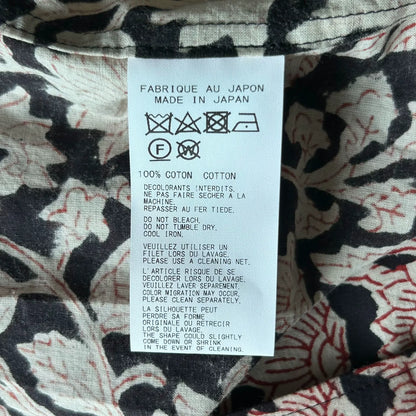 FABRIQUE AU JAPON
MADE IN JAPAN
F W
100% COTON COTTON
DECOLORANTS INTERDITS.
NE PAS FAIRE SECHER A LA
MACHINE.
REPASSER AU FER TIEDE.
DO NOT BLEACH.
DO NOT TUMBLE DRY.
COOL IRON.
VEUILLEZ UTILISER UN
FILET LORS DU LAVAGE.
PLEASE USE A CLEANING NET.
L'ARTICLE RISQUE DE SE
DECOLORER LORS DU LAVAGE.
VEUILLEZ LAVER SEPAREMENT.
COLOR MIGRATION MAY OCCUR.
PLEASE CLEAN SEPARATELY.
LA SILHOUETTE PEUT
PERDRE SA FORME
ORIGINALE OU RETRECIR
LORS DU LAVAGE.
THE SHAPE COULD SLIGHTLY
COME DOWN OR SHRINK
IN THE EVENT OF CLEANING.